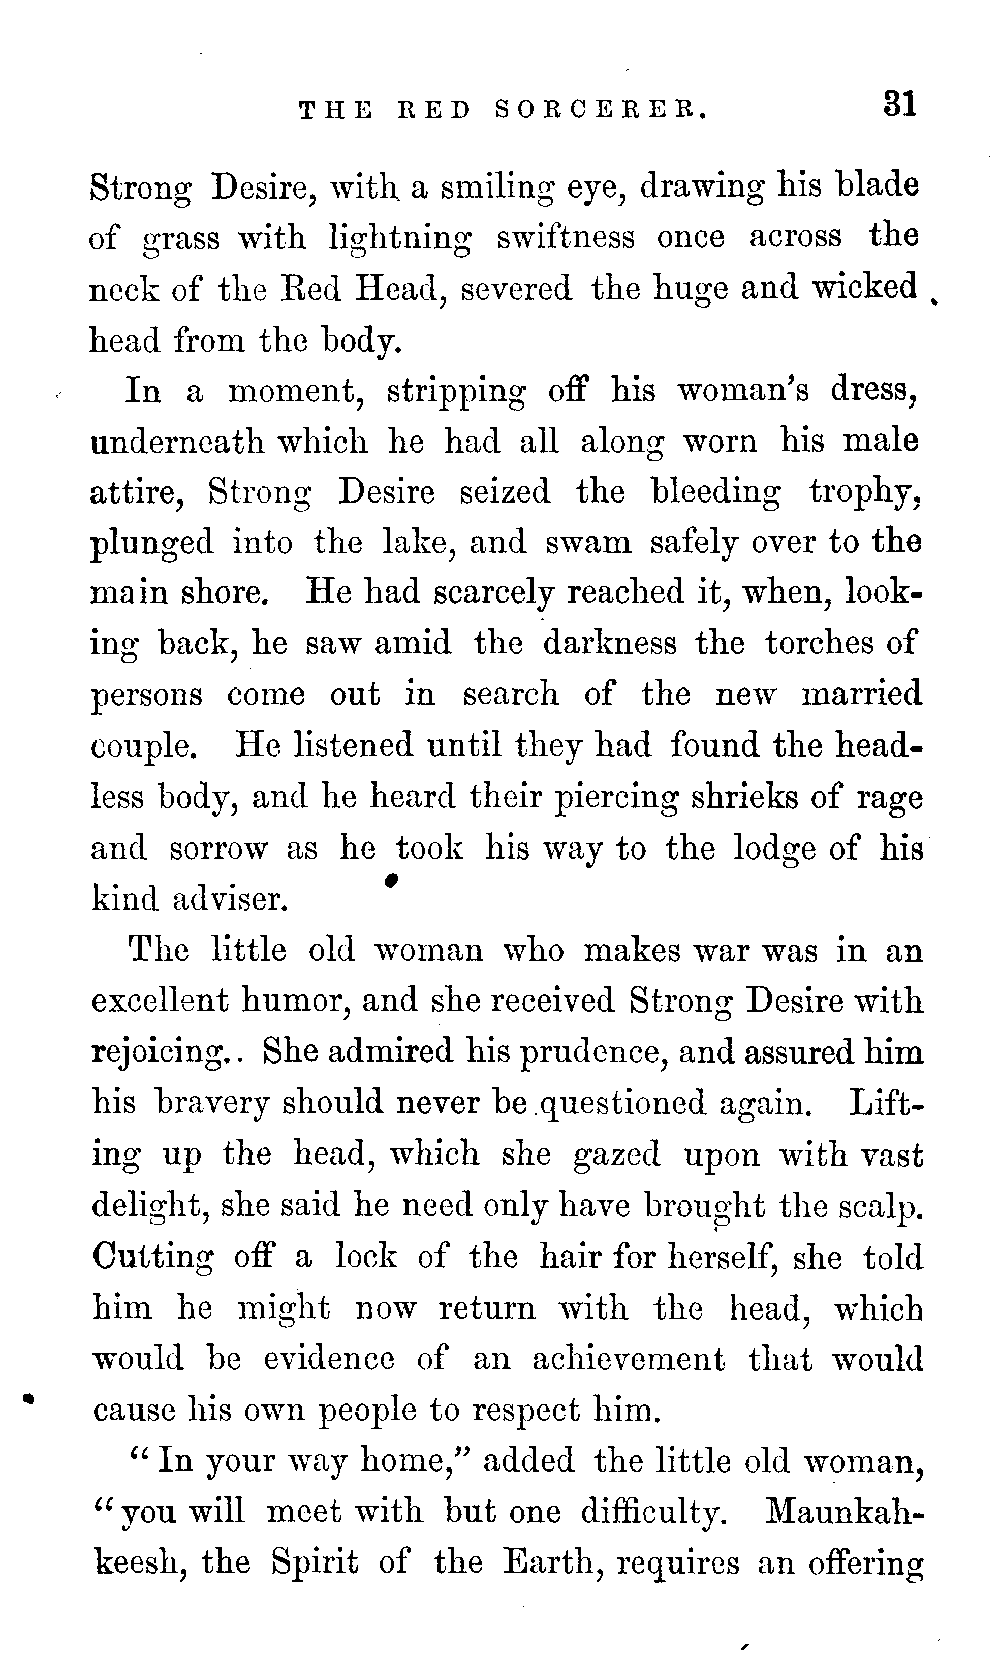 THE RED SORCERER. 31
Strong Desire, with a smiling eye, drawing his blade
of grass with lightning swiftness once across the
neck of the Red Head, severed the huge and wicked
head from the body.
In a moment, stripping off his woman's dress,
underneath which he had all along worn his male
attire, Strong Desire seized the bleeding trophy,
plunged into the lake, and swam safely over to the
main shore. He had scarcely reached it, when, look-
ing back, he saw amid the darkness the torches of
persons come out in search of the new married
couple. He listened until they had found the head-
less body, and he heard their piercing shrieks of rage
and sorrow as he took his way to the lodge of his
kind adviser.
The little old woman who makes war was in an
excellent humor, and she received Strong Desire with
rejoicing.. She admired his prudence, and assured him
his bravery should never be questioned again. Lift-
ing up the head, which she gazed upon with vast
delight, she said he need only have brought the scalp.
Cutting off a lock of the hair for herself, she told
him he might now return with the head, which
would be evidence of an achievement that would
cause his own people to respect him.
“In your way home,” added the little old woman,
“you will meet with but one difficulty. Maunkah-
keesh, the Spirit of the Earth, requires an offering